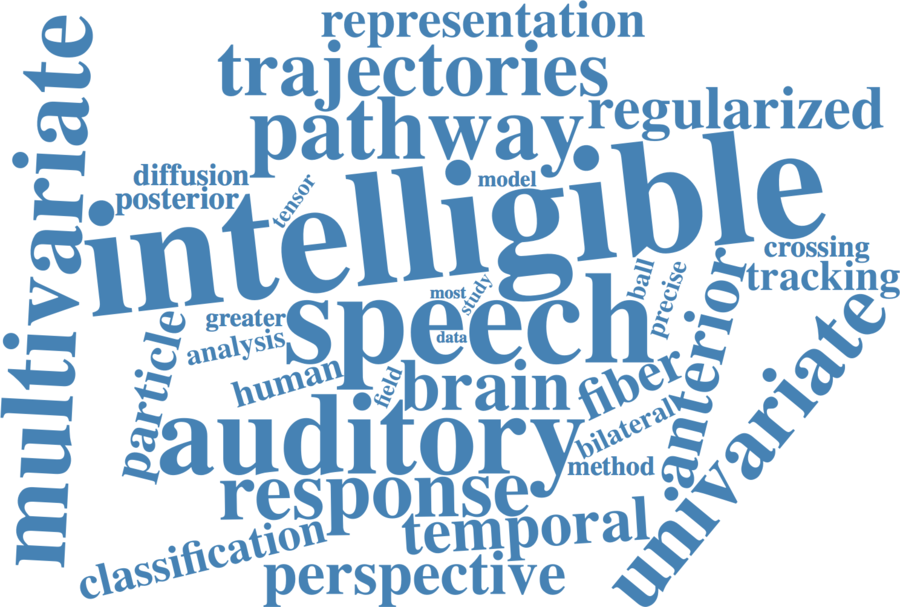 representation
trajectories
multivariate
pathway
regularized
diffusion
tensor
model
posterior
intelligible
crossing
tracking
most
study
ball
precise
anterior
greater
speech
data
particle
analysis
human
field
brain
fiber
univariate
auditory
bilaterall
method
response
temporal
classification
perspective